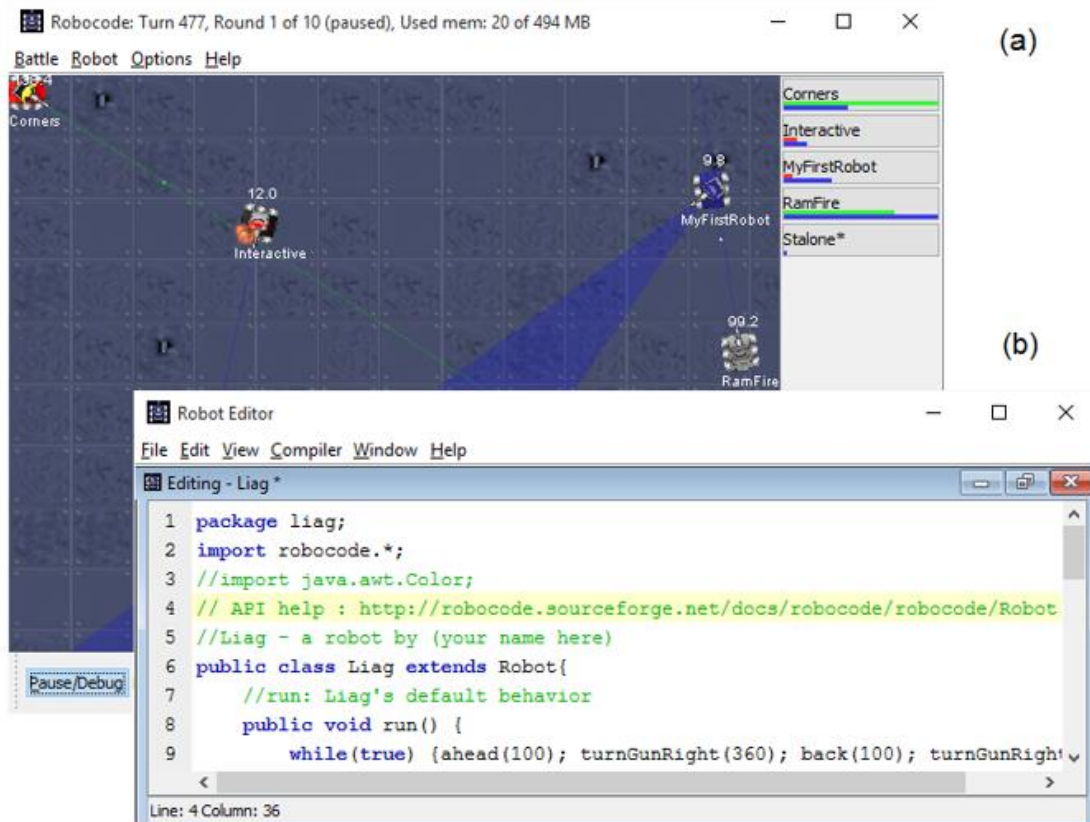 Robocode: Turn 477, Round 1 of 10 (paused), Used mem: 20 of 494 MB
(a)
Battle Robot Options Help
Corners
Corners
Interactive
MyFirstRobot
RamFire
Stalone*
12.0
Interactive
9.8
MyFirstRobot
99.2
RamFire
(b)
Robot Editor
File Edit View Compiler Window Help
Editing - Liag *
1 package liag;
2 import robocode.*;
3 //import java.awt.Color;
4 // API help : http://robocode.sourceforge.net/docs/robocode/robocode/Robot
5 //Liag - a robot by (your name here)
6 public class Liag extends Robot{
7 //run: Liag's default behavior
8 public void run() {
9 while(true) {ahead(100); turnGunRight(360); back(100); turnGunRight
Pause/Debug
Line: 4 Column: 36